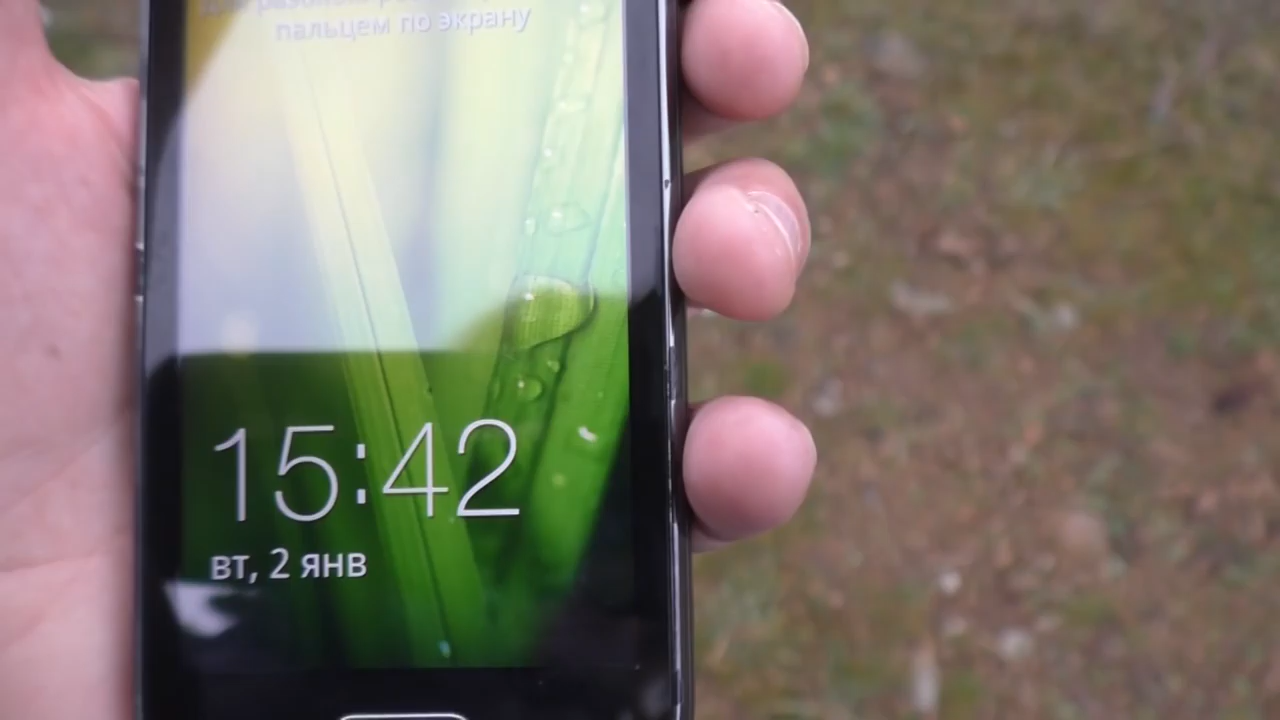 пальцем по экрану
15:42
вт, 2 янв